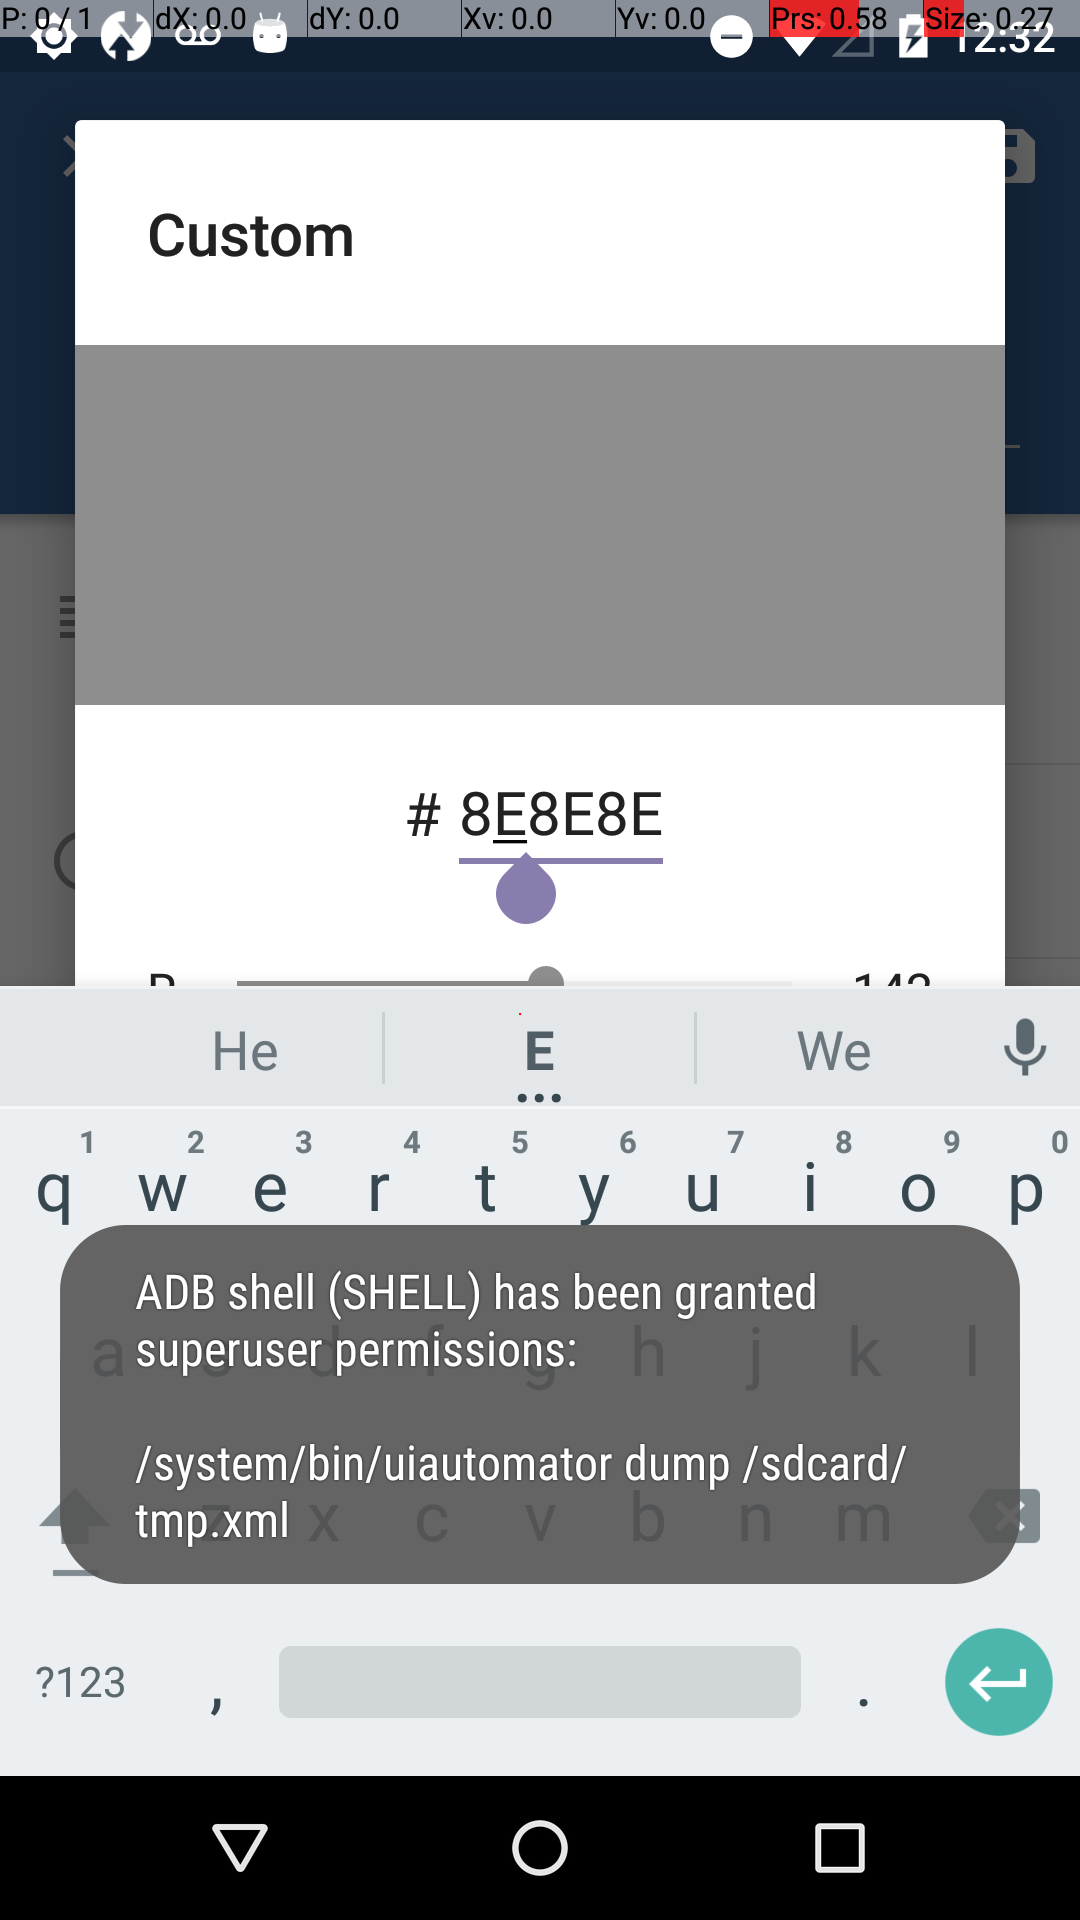 P: 0 / 1 dX: 0.0 dY: 0.0 Xv: 0.0 Yv: 0.0 Prs: 0.58 Size: 0.27
12:32
Custom
# 8E8E8E
R 142
He E We
1 2 3 4 5 6 7 8 9 0
q w e r t y u i o p
ADB shell (SHELL) has been granted
superuser permissions:
a s d f g h j k l
/system/bin/uiautomator dump /sdcard/
tmp.xml
z x c v b n m
?123 , .